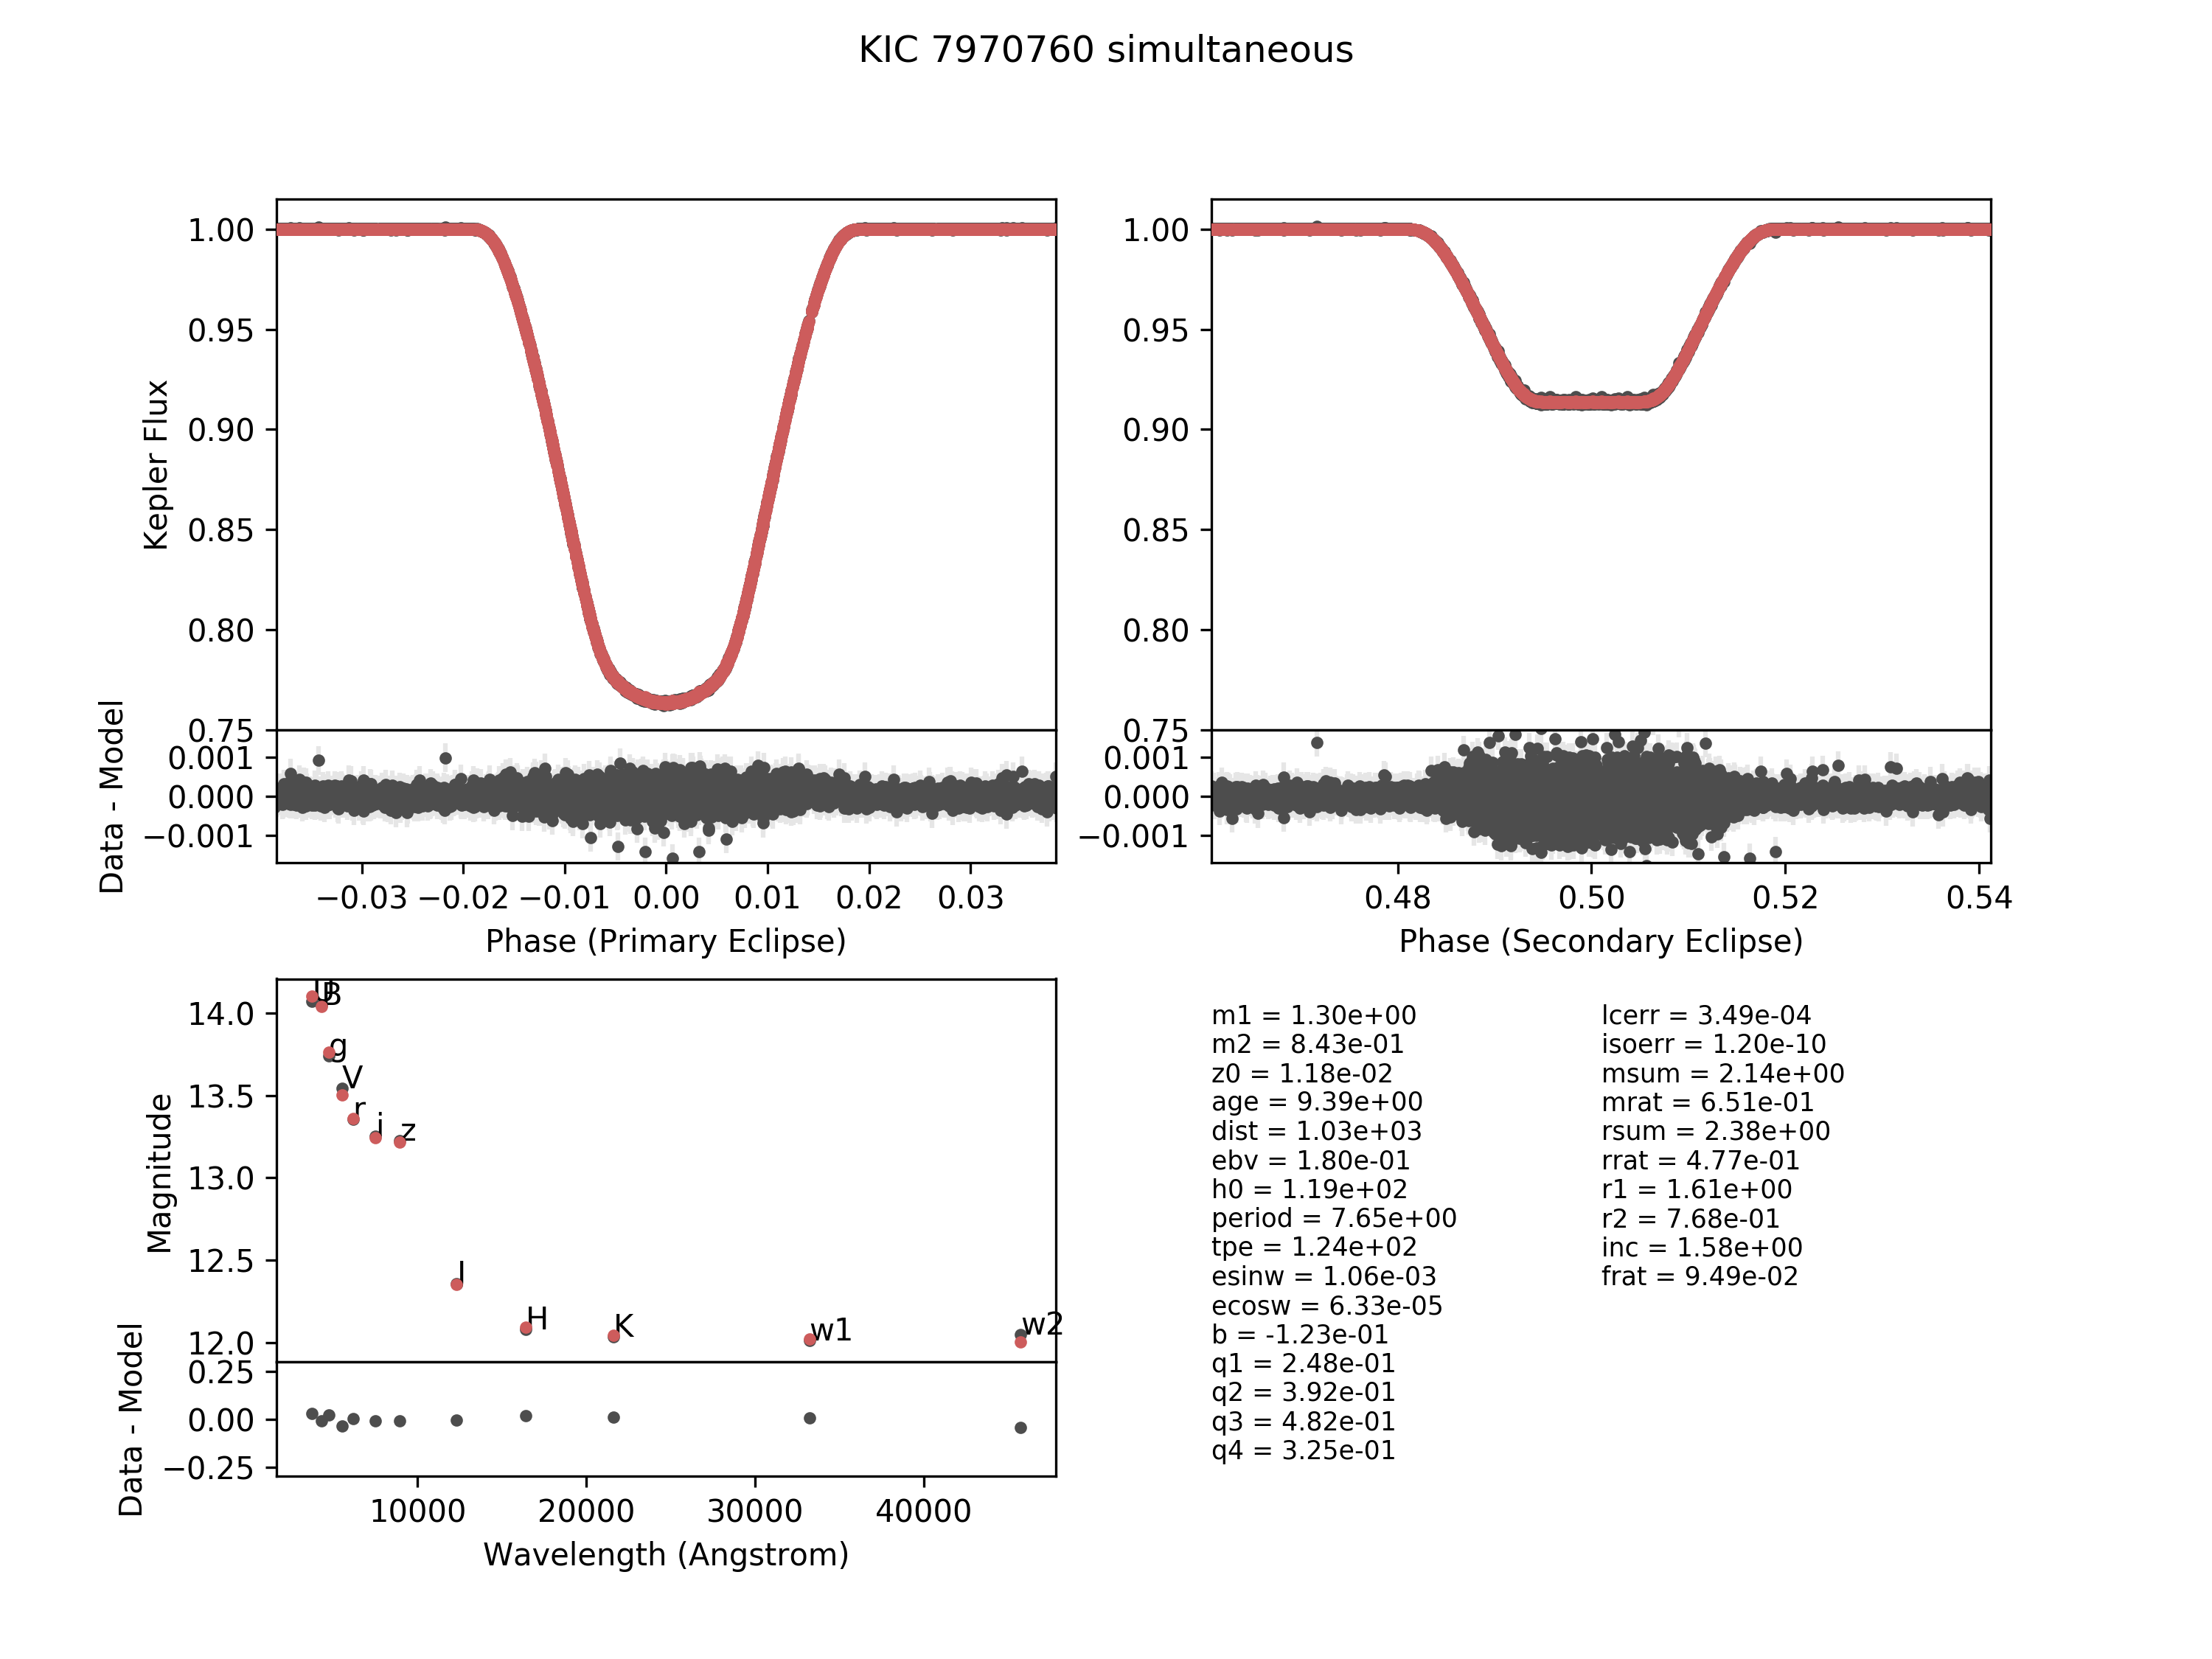 KIC 7970760 simultaneous
Kepler Flux
1.00
0.95
0.90
0.85
0.80
0.75
Data - Model
0.001
0.000
−0.001
−0.03 −0.02 −0.01 0.00 0.01 0.02 0.03
Phase (Primary Eclipse)
1.00
0.95
0.90
0.85
0.80
0.75
0.001
0.000
−0.001
0.48 0.50 0.52 0.54
Phase (Secondary Eclipse)
Magnitude
14.0
13.5
13.0
12.5
12.0
U
B
g
V
r
i
z
J
H
K
w1
w2
Data - Model
0.25
0.00
−0.25
10000 20000 30000 40000
Wavelength (Angstrom)
m1 = 1.30e+00
m2 = 8.43e-01
z0 = 1.18e-02
age = 9.39e+00
dist = 1.03e+03
ebv = 1.80e-01
h0 = 1.19e+02
period = 7.65e+00
tpe = 1.24e+02
esinw = 1.06e-03
ecosw = 6.33e-05
b = -1.23e-01
q1 = 2.48e-01
q2 = 3.92e-01
q3 = 4.82e-01
q4 = 3.25e-01
lcerr = 3.49e-04
isoerr = 1.20e-10
msum = 2.14e+00
mrat = 6.51e-01
rsum = 2.38e+00
rrat = 4.77e-01
r1 = 1.61e+00
r2 = 7.68e-01
inc = 1.58e+00
frat = 9.49e-02